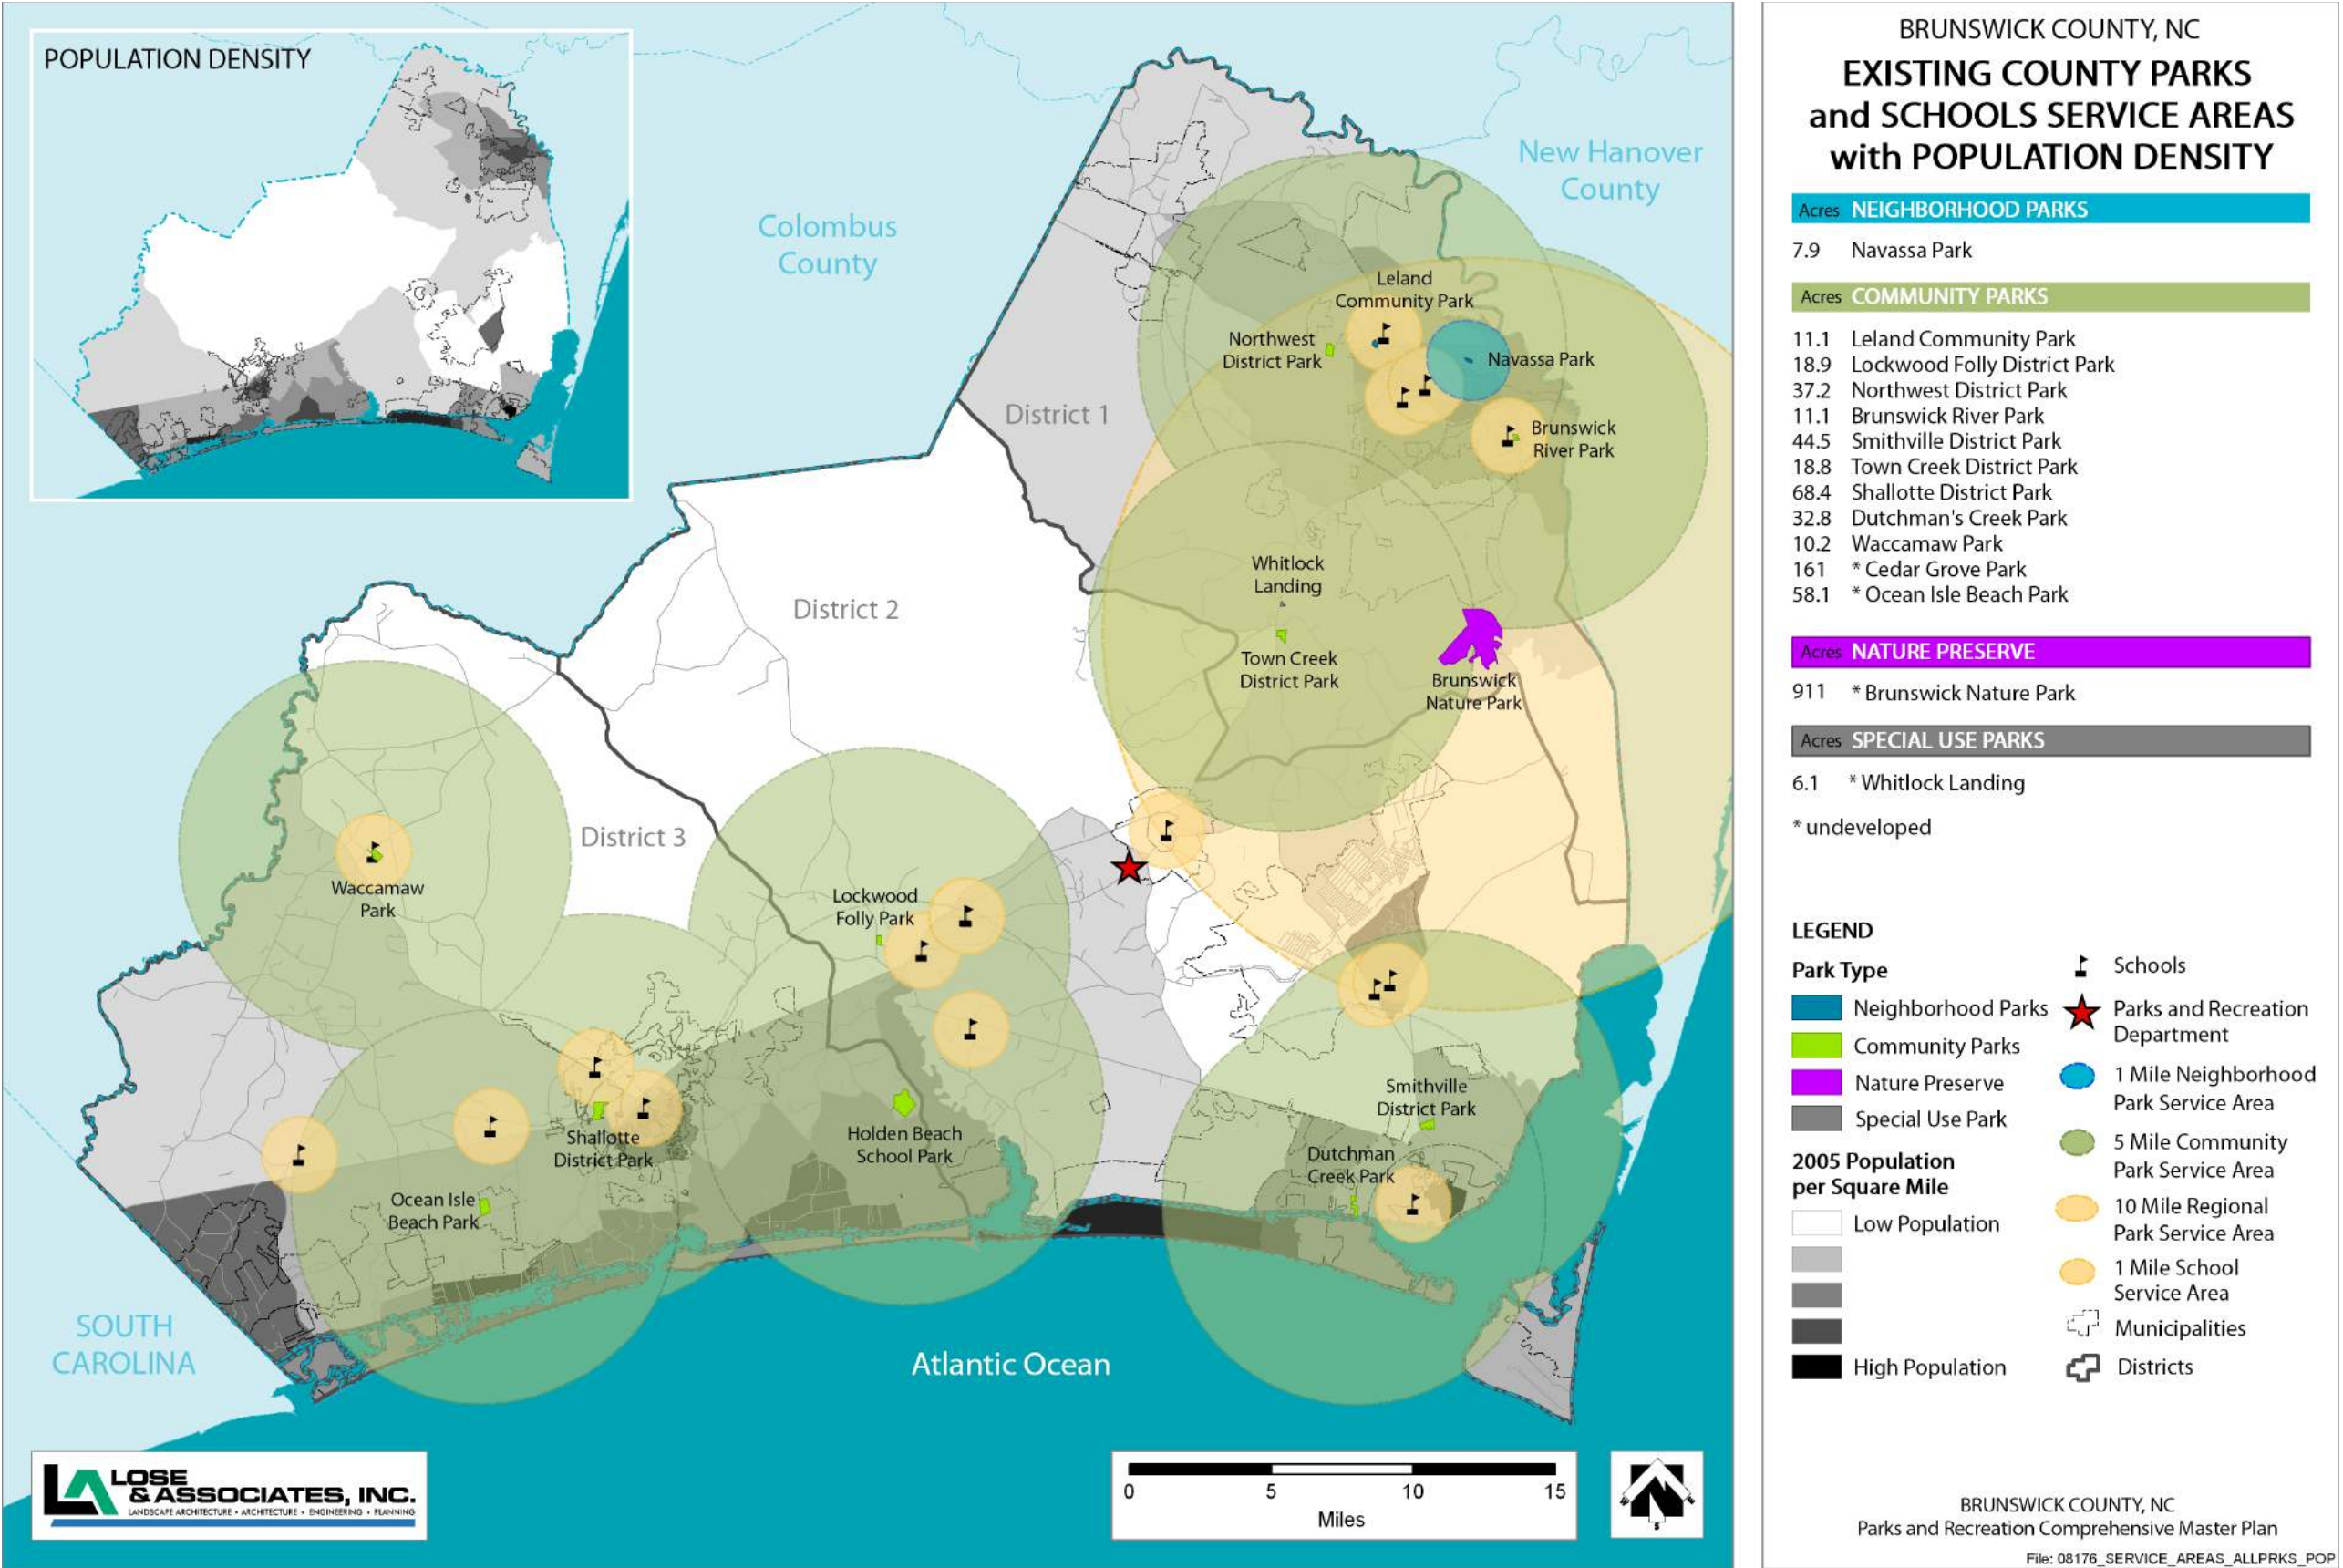 POPULATION DENSITY
Colombus
County
New Hanover
County
District 1
District 2
District 3
Leland
Community Park
Northwest
District Park
Navassa Park
Brunswick
River Park
Whitlock
Landing
Town Creek
District Park
Brunswick
Nature Park
Waccamaw
Park
Lockwood
Folly Park
Shallotte
District Park
Ocean Isle
Beach Park
Holden Beach
School Park
Smithville
District Park
Dutchman
Creek Park
SOUTH
CAROLINA
Atlantic Ocean
LA LOSE
& ASSOCIATES, INC.
LANDSCAPE ARCHITECTURE • ARCHITECTURE • ENGINEERING • PLANNING
0 5 10 15
Miles
BRUNSWICK COUNTY, NC
EXISTING COUNTY PARKS
and SCHOOLS SERVICE AREAS
with POPULATION DENSITY
Acres NEIGHBORHOOD PARKS
7.9 Navassa Park
Acres COMMUNITY PARKS
11.1 Leland Community Park
18.9 Lockwood Folly District Park
37.2 Northwest District Park
11.1 Brunswick River Park
44.5 Smithville District Park
18.8 Town Creek District Park
68.4 Shallotte District Park
32.8 Dutchman's Creek Park
10.2 Waccamaw Park
161 * Cedar Grove Park
58.1 * Ocean Isle Beach Park
Acres NATURE PRESERVE
911 * Brunswick Nature Park
Acres SPECIAL USE PARKS
6.1 * Whitlock Landing
* undeveloped
LEGEND
Park Type
Neighborhood Parks
Community Parks
Nature Preserve
Special Use Park
2005 Population
per Square Mile
Low Population
High Population
Schools
Parks and Recreation
Department
1 Mile Neighborhood
Park Service Area
5 Mile Community
Park Service Area
10 Mile Regional
Park Service Area
1 Mile School
Service Area
Municipalities
Districts
BRUNSWICK COUNTY, NC
Parks and Recreation Comprehensive Master Plan
File: 08176_SERVICE_AREAS_ALLPRKS_POP